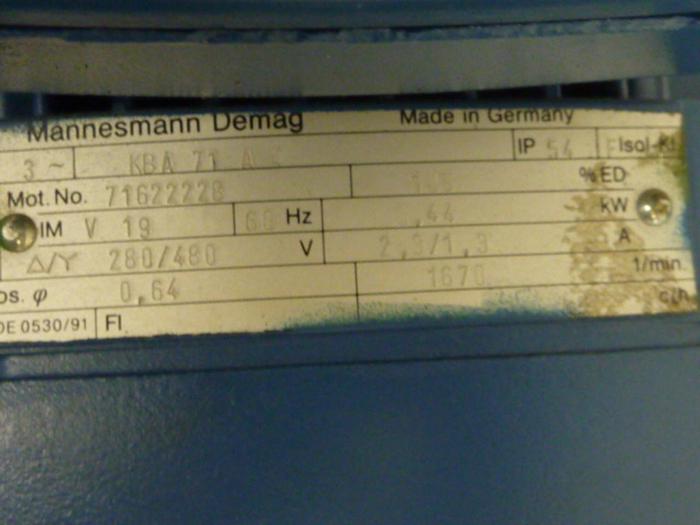 Mannesmann Demag Made in Germany
3 ~ KBA 71 A IP 54 F Isol-Kl.
Mot. No. 71622228 %ED
IM V 19 60 Hz ,44 kW
Δ/Y 280/480 V 2,3/1,3 A
os. φ 0,64 1670 1/min.
DE 0530/91 FI c/h